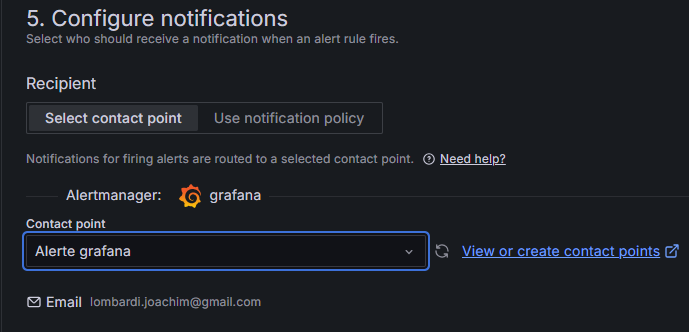 5. Configure notifications
Select who should receive a notification when an alert rule fires.
Recipient
Select contact point Use notification policy
Notifications for firing alerts are routed to a selected contact point. Need help?
Alertmanager: grafana
Contact point
Alerte grafana View or create contact points
Email lombardi.joachim@gmail.com